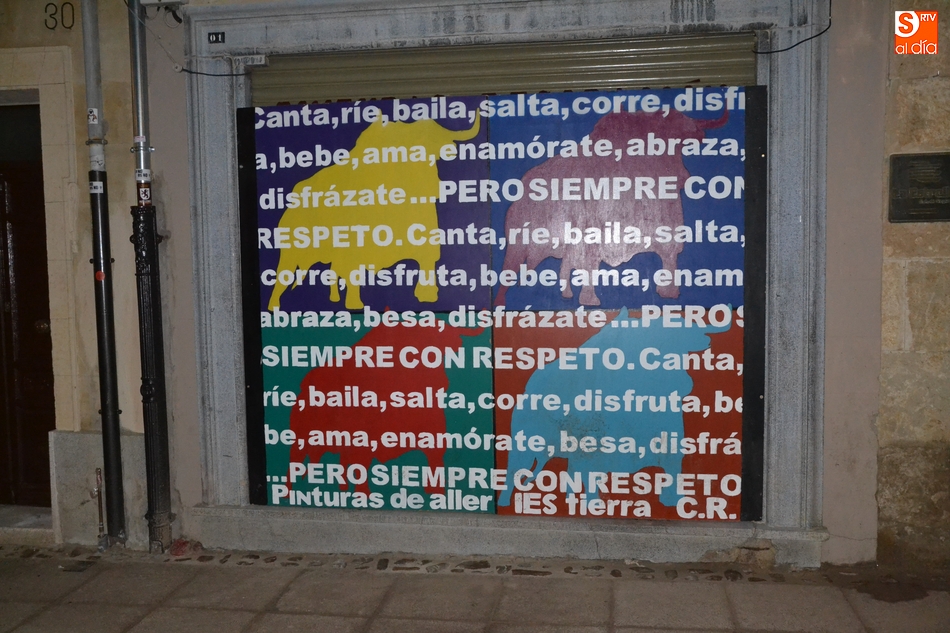 30
01
S RTV
al día
Canta,ríe,baila,salta,corre,disfr
a,bebe,ama,enamórate,abraza,
disfrázate...PERO SIEMPRE CON
RESPETO. Canta,ríe,baila,salta,
corre,disfruta,bebe,ama,enam
abraza,besa,disfrázate...PERO S
SIEMPRE CON RESPETO. Canta,
ríe,baila,salta,corre,disfruta,be
be,ama,enamórate,besa,disfrá
...PERO SIEMPRE CON RESPETO
Pinturas de aller iES tierra C.R.